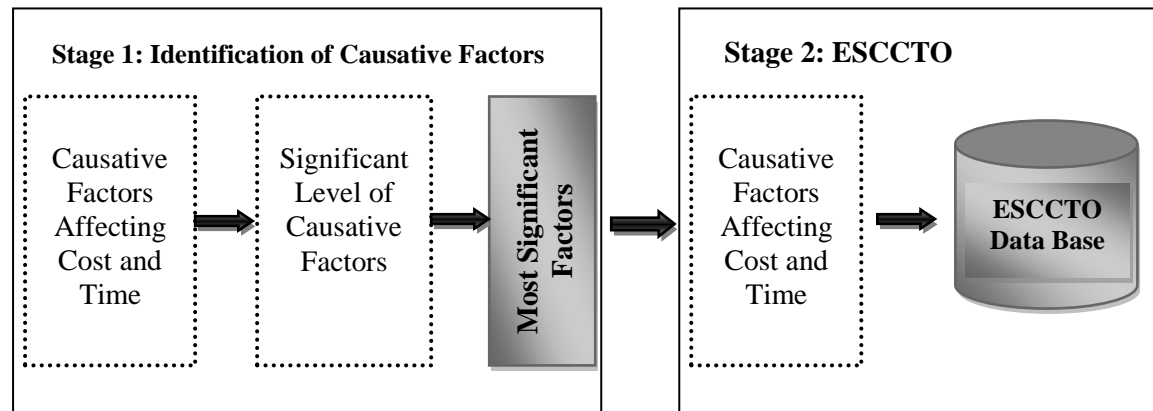 Stage 1: Identification of Causative Factors
Causative
Factors
Affecting
Cost and
Time
Significant
Level of
Causative
Factors
Most Significant
Factors
Stage 2: ESCCTO
Causative
Factors
Affecting
Cost and
Time
ESCCTO
Data Base